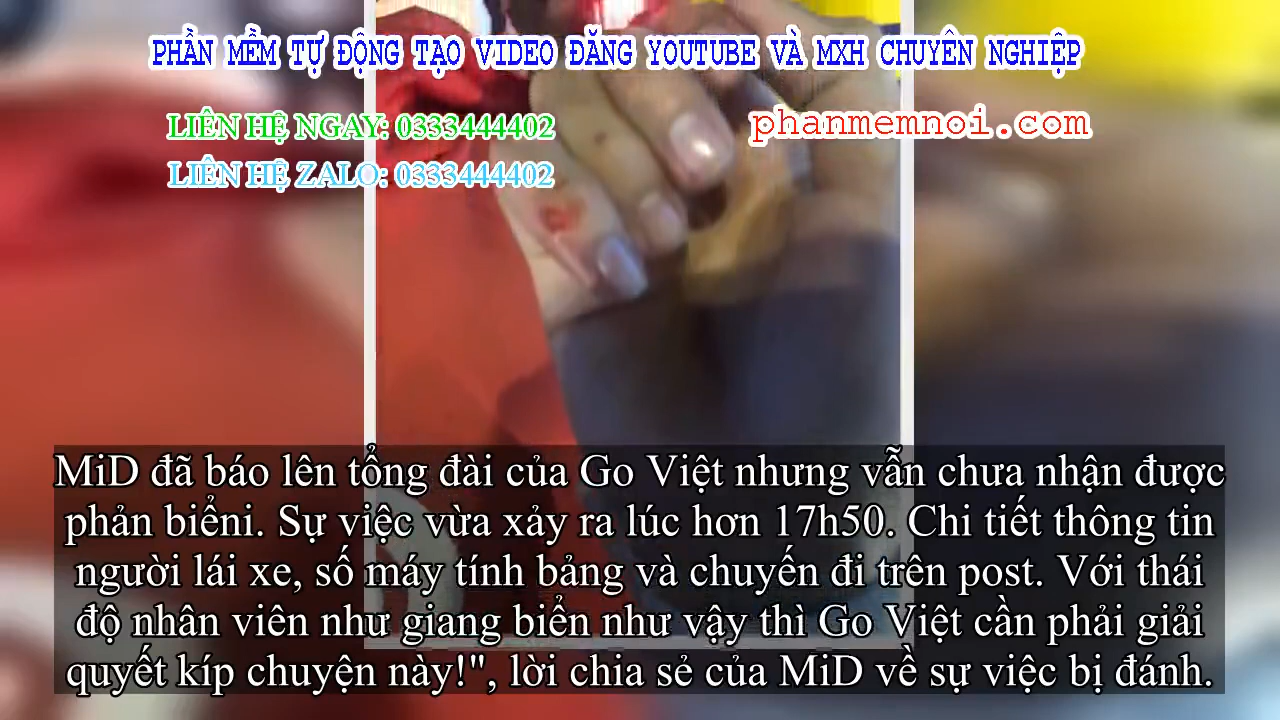 PHẦN MỀM TỰ ĐỘNG TẠO VIDEO ĐĂNG YOUTUBE VÀ MXH CHUYÊN NGHIỆP
LIÊN HỆ NGAY: 0333444402
phanmemnoi.com
LIÊN HỆ ZALO: 0333444402
MiD đã báo lên tổng đài của Go Việt nhưng vẫn chưa nhận được
phản biểni. Sự việc vừa xảy ra lúc hơn 17h50. Chi tiết thông tin
người lái xe, số máy tính bảng và chuyến đi trên post. Với thái
độ nhân viên như giang biển như vậy thì Go Việt cần phải giải
quyết kíp chuyện này!", lời chia sẻ của MiD về sự việc bị đánh.